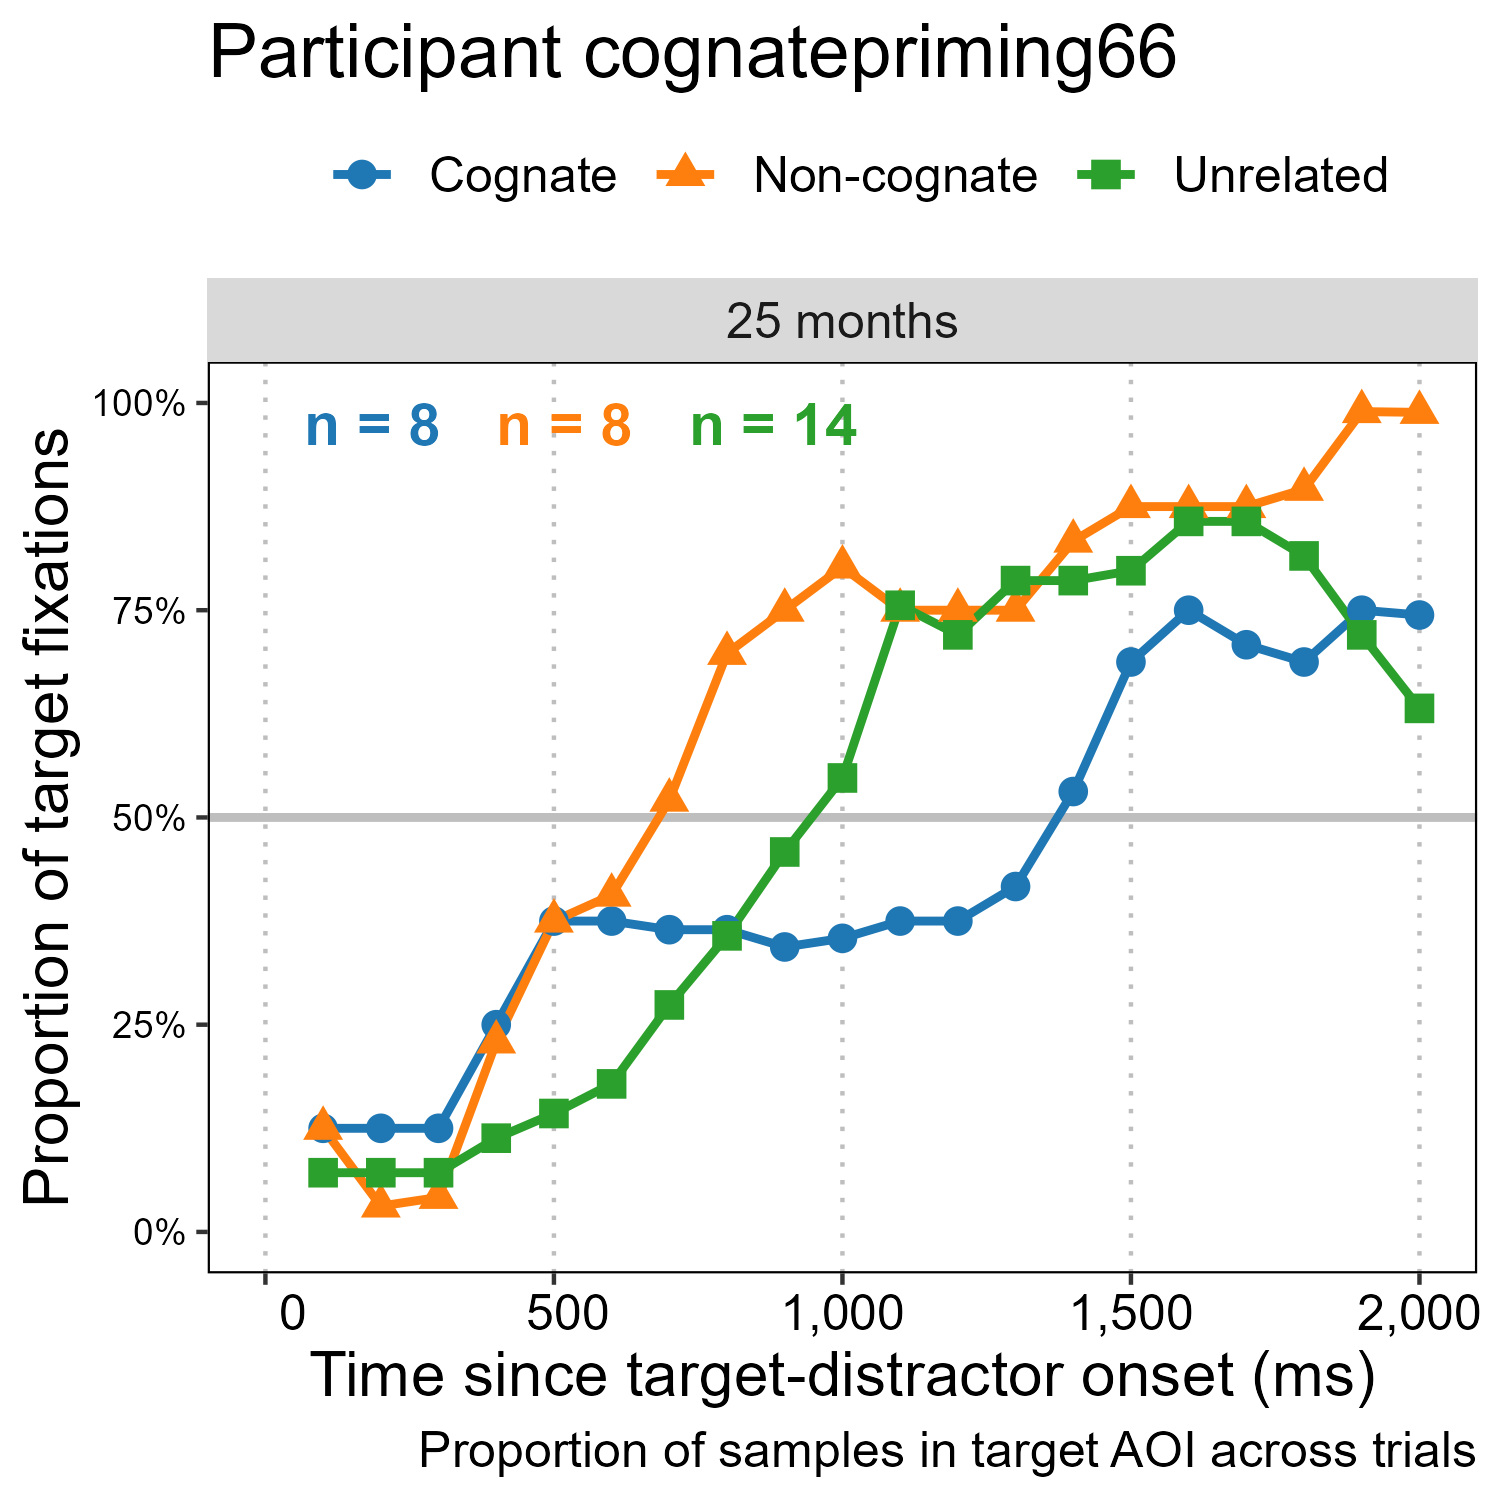 Participant cognatepriming66
Cognate Non-cognate Unrelated
25 months
n = 8 n = 8 n = 14
100%
75%
50%
25%
0%
Proportion of target fixations
0 500 1,000 1,500 2,000
Time since target-distractor onset (ms)
Proportion of samples in target AOI across trials